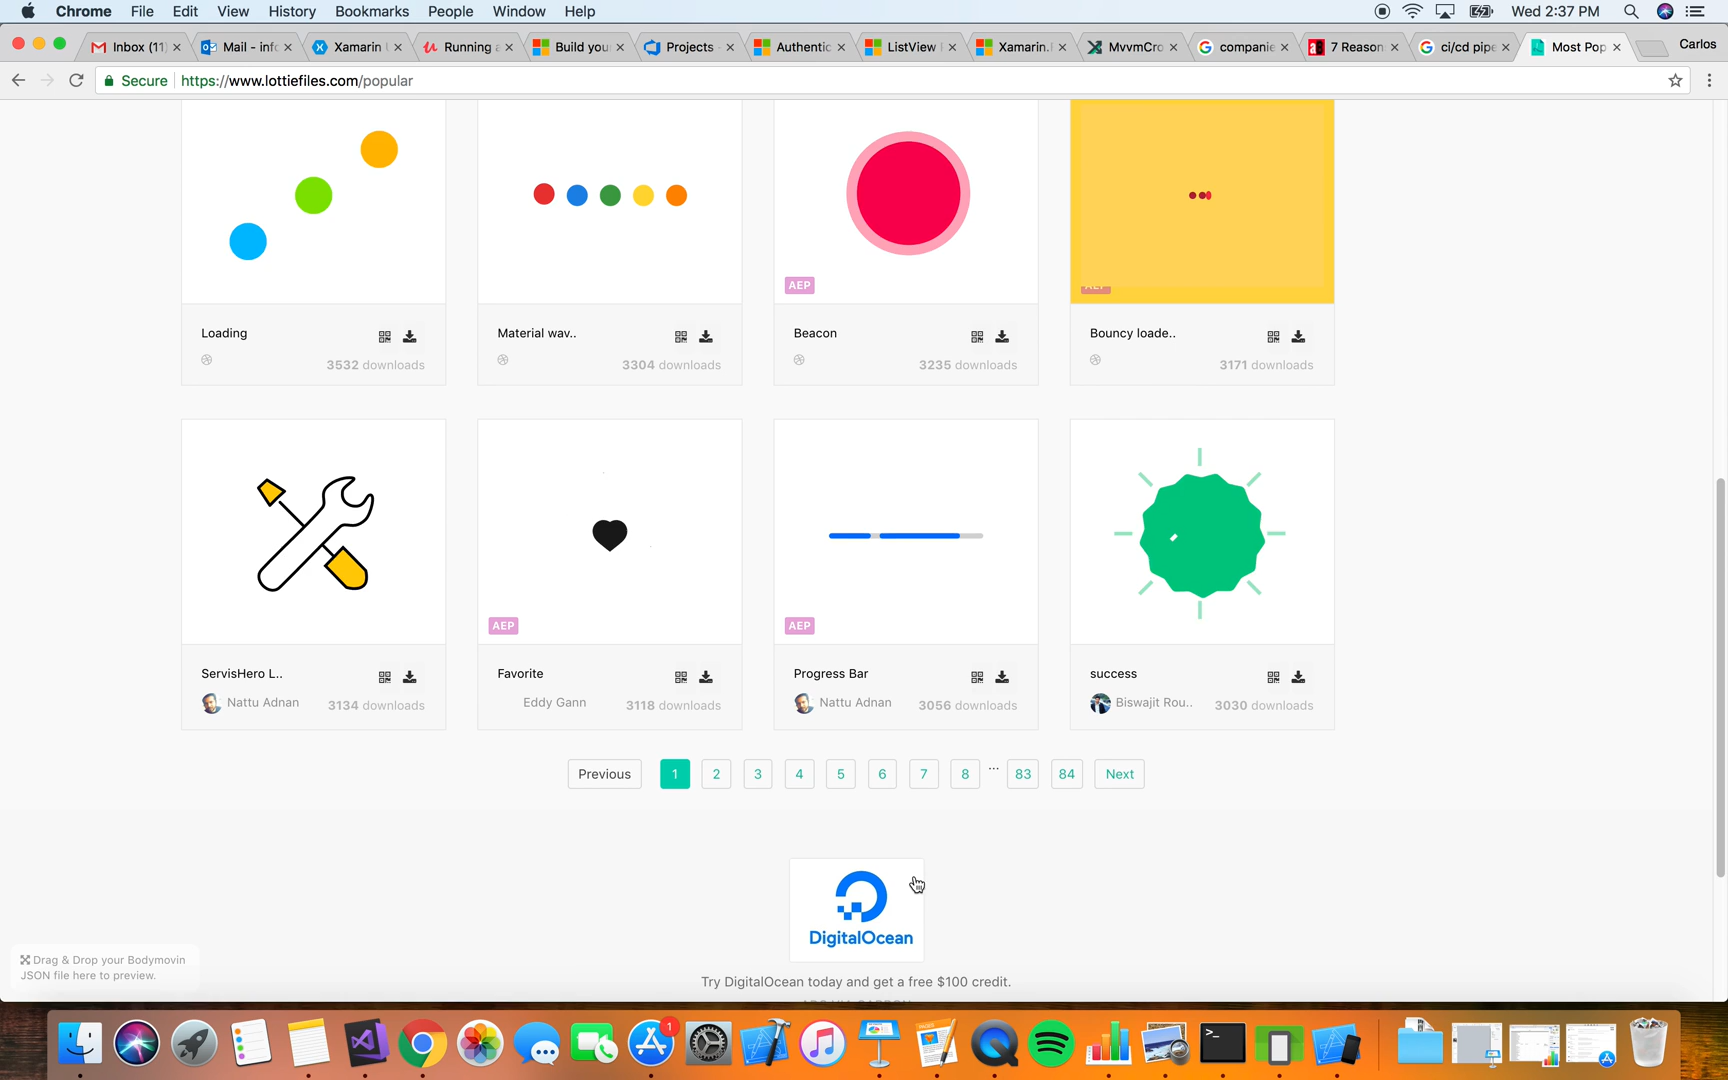 Chrome File Edit View History Bookmarks People Window Help Wed 2:37 PM
Inbox (11) Mail - info Xamarin Running Build you Projects - Authentic ListView Xamarin. MvvmCro companie 7 Reason ci/cd pipe Most Pop Carlos
Secure https://www.lottiefiles.com/popular
AEP
Loading Material wav.. Beacon Bouncy loade..
3532 downloads 3304 downloads 3235 downloads 3171 downloads
AEP AEP
ServisHero L.. Favorite Progress Bar success
Nattu Adnan 3134 downloads Eddy Gann 3118 downloads Nattu Adnan 3056 downloads Biswajit Rou.. 3030 downloads
Previous 1 2 3 4 5 6 7 8 ... 83 84 Next
DigitalOcean
Drag & Drop your Bodymovin
JSON file here to preview.
Try DigitalOcean today and get a free $100 credit.
1